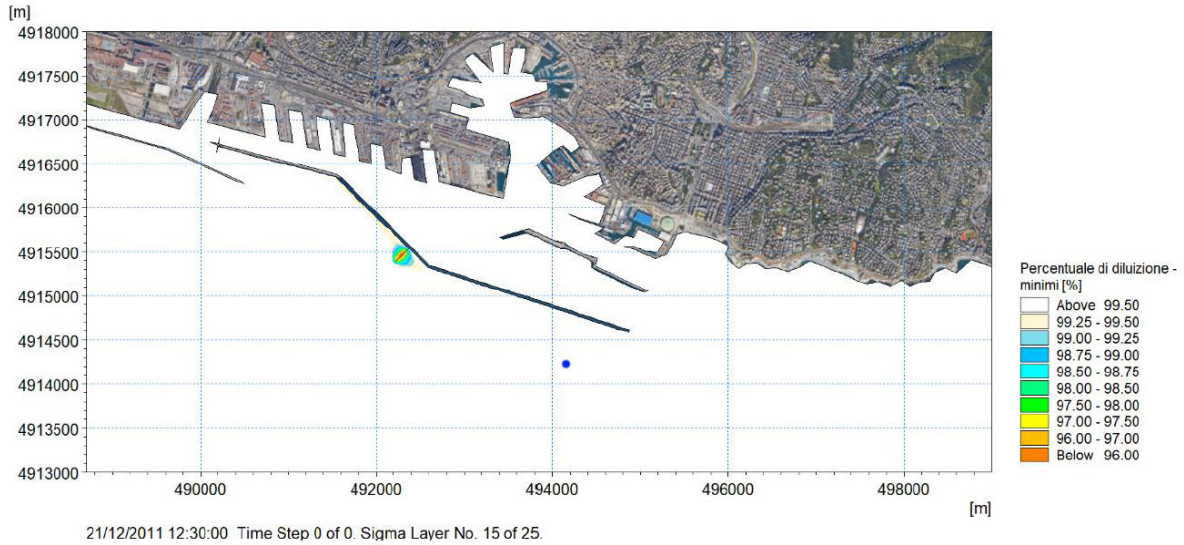 [m]
4918000
4917500
4917000
4916500
4916000
4915500
4915000
4914500
4914000
4913500
4913000
490000 492000 494000 496000 498000
[m]
Percentuale di diluizione -
minimi [%]
Above 99.50
99.25 - 99.50
99.00 - 99.25
98.75 - 99.00
98.50 - 98.75
98.00 - 98.50
97.50 - 98.00
97.00 - 97.50
96.00 - 97.00
Below 96.00
21/12/2011 12:30:00 Time Step 0 of 0. Sigma Layer No. 15 of 25.